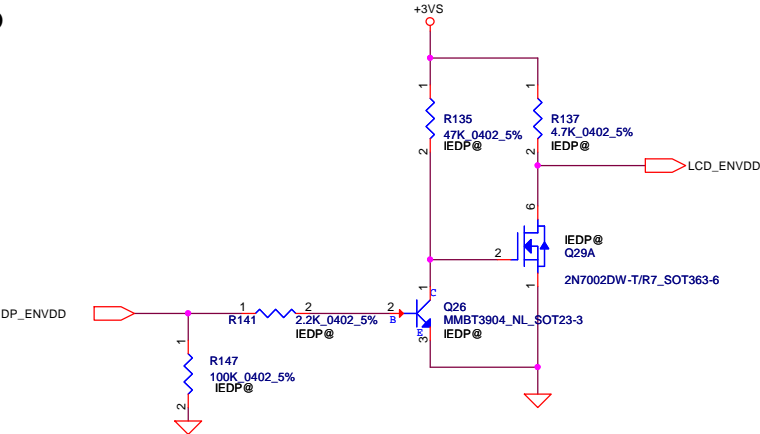 +3VS
1
1
R135
47K_0402_5%
IEDP@
2
R137
4.7K_0402_5%
IEDP@
2
LCD_ENVDD
6
IEDP@
Q29A
2
2N7002DW-T/R7_SOT363-6
1
1
C
DP_ENVDD
1
2
2
B
Q26
R141
2.2K_0402_5%
MMBT3904_NL_SOT23-3
IEDP@
E
3
IEDP@
1
R147
100K_0402_5%
IEDP@
2